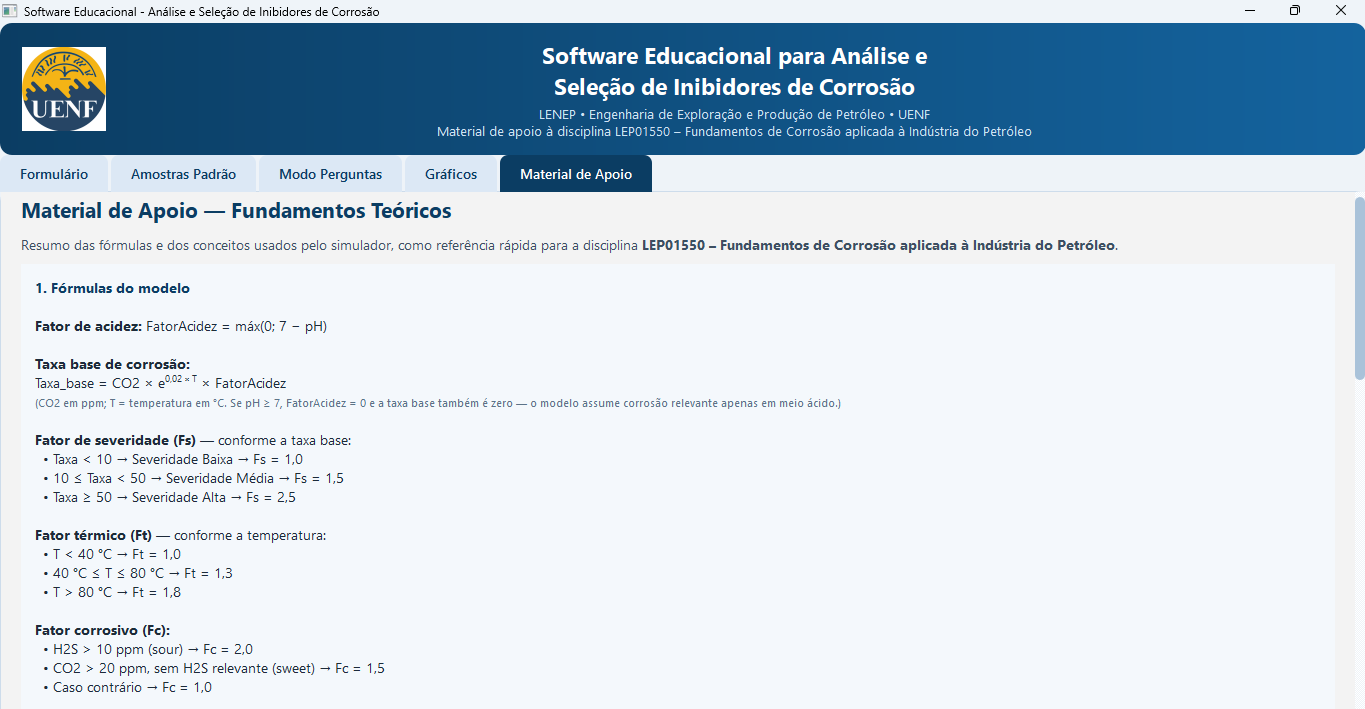 Software Educacional - Análise e Seleção de Inibidores de Corrosão
UENF
Software Educacional para Análise e
Seleção de Inibidores de Corrosão
LENEP • Engenharia de Exploração e Produção de Petróleo • UENF
Material de apoio à disciplina LEP01550 – Fundamentos de Corrosão aplicada à Indústria do Petróleo
Formulário
Amostras Padrão
Modo Perguntas
Gráficos
Material de Apoio
Material de Apoio — Fundamentos Teóricos
Resumo das fórmulas e dos conceitos usados pelo simulador, como referência rápida para a disciplina LEP01550 – Fundamentos de Corrosão aplicada à Indústria do Petróleo.
1. Fórmulas do modelo
Fator de acidez: FatorAcidez = máx(0; 7 − pH)
Taxa base de corrosão:
Taxa_base = CO2 × e^0,02 × T × FatorAcidez
(CO2 em ppm; T = temperatura em °C. Se pH ≥ 7, FatorAcidez = 0 e a taxa base também é zero — o modelo assume corrosão relevante apenas em meio ácido.)
Fator de severidade (Fs) — conforme a taxa base:
• Taxa < 10 → Severidade Baixa → Fs = 1,0
• 10 ≤ Taxa < 50 → Severidade Média → Fs = 1,5
• Taxa ≥ 50 → Severidade Alta → Fs = 2,5
Fator térmico (Ft) — conforme a temperatura:
• T < 40 °C → Ft = 1,0
• 40 °C ≤ T ≤ 80 °C → Ft = 1,3
• T > 80 °C → Ft = 1,8
Fator corrosivo (Fc):
• H2S > 10 ppm (sour) → Fc = 2,0
• CO2 > 20 ppm, sem H2S relevante (sweet) → Fc = 1,5
• Caso contrário → Fc = 1,0